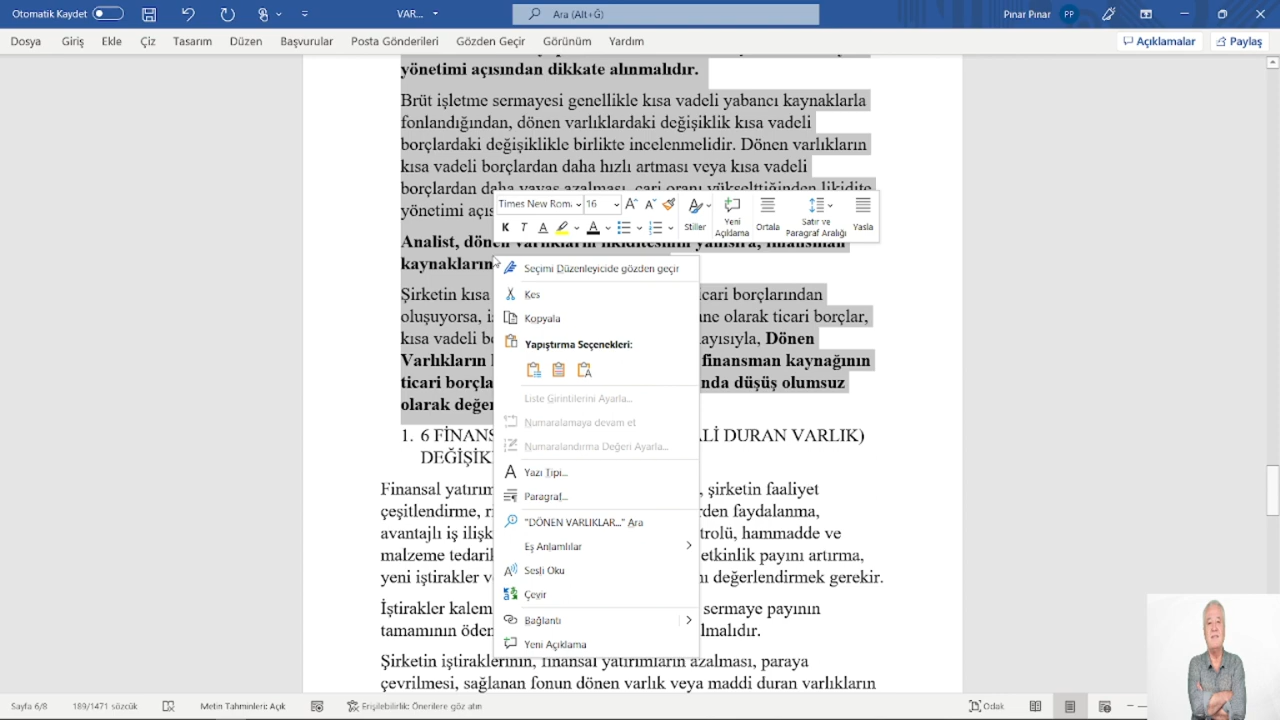 Otomatik Kaydet
VAR...
Ara (Alt+Ğ)
Pınar Pınar PP
Dosya Giriş Ekle Çiz Tasarım Düzen Başvurular Posta Gönderileri Gözden Geçir Görünüm Yardım
Açıklamalar Paylaş
yönetimi açısından dikkate alınmalıdır.
Brüt işletme sermayesi genellikle kısa vadeli yabancı kaynaklarla
fonlandığından, dönen varlıklardaki değişiklik kısa vadeli
borçlardaki değişiklikle birlikte incelenmelidir. Dönen varlıkların
kısa vadeli borçlardan daha hızlı artması veya kısa vadeli
borçlardan daha yavaş azalması, cari oranı yükselttiğinden likidite
yönetimi açıs
Times New Rom 16
K T A
Stiller
Yeni Açıklama
Ortala
Satır ve Paragraf Aralığı
Yasla
Analist, dönen varlıkların likiditesinin yanısıra, finansman
kaynakların
Şirketin kısa icari borçlarından
oluşuyorsa, ane olarak ticari borçlar,
kısa vadeli ayısıyla, Dönen
Varlıkların finansman kaynağının
ticari borçla nda düşüş olumsuz
olarak değer
Seçimi Düzenleyicide gözden geçir
Kes
Kopyala
Yapıştırma Seçenekleri:
Liste Girintilerini Ayarla...
Numaralamaya devam et
Numaralandırma Değeri Ayarla...
Yazı Tipi...
Paragraf...
"DÖNEN VARLIKLAR..." Ara
Eş Anlamlılar
Sesli Oku
Çevir
Bağlantı
Yeni Açıklama
1. 6 FİNANS ALİ DURAN VARLIK)
DEĞİŞİK
Finansal yatırım , şirketin faaliyet
çeşitlendirme, rden faydalanma,
avantajlı iş ilişk trolü, hammadde ve
malzeme tedarik etkinlik payını artırma,
yeni iştirakler v nı değerlendirmek gerekir.
İştirakler kalem sermaye payının
tamamının öden lmalıdır.
Şirketin iştiraklerinin, finansal yatırımların azalması, paraya
çevrilmesi, sağlanan fonun dönen varlık veya maddi duran varlıkların
Sayfa 6/8 189/1471 sözcük Metin Tahminleri: Açık Erişilebilirlik: Önerilere göz atın Odak